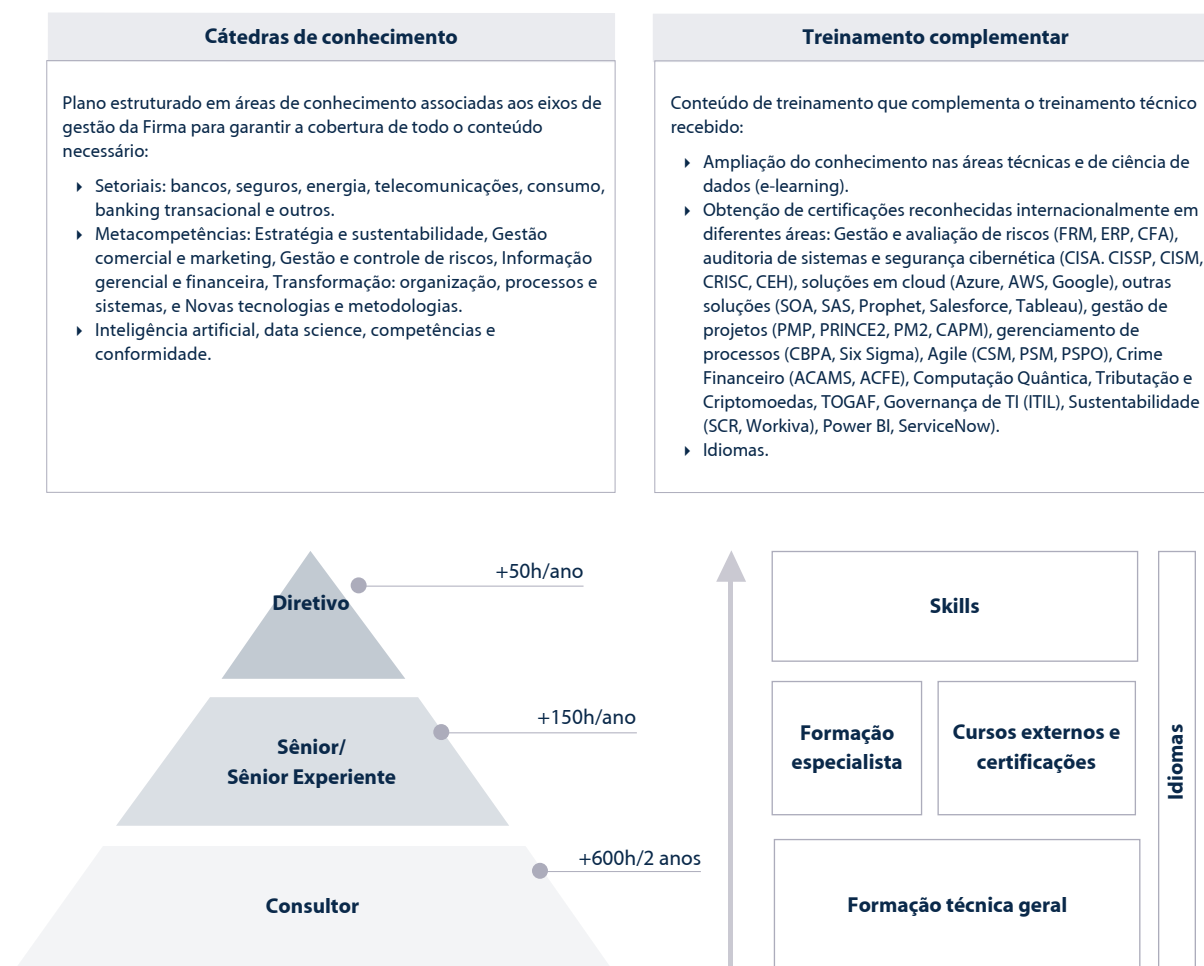 Cátedras de conhecimento
Plano estruturado em áreas de conhecimento associadas aos eixos de
gestão da Firma para garantir a cobertura de todo o conteúdo
necessário:
Setoriais: bancos, seguros, energia, telecomunicações, consumo,
banking transacional e outros.
Metacompetências: Estratégia e sustentabilidade, Gestão
comercial e marketing, Gestão e controle de riscos, Informação
gerencial e financeira, Transformação: organização, processos e
sistemas, e Novas tecnologias e metodologias.
Inteligência artificial, data science, competências e
conformidade.
Treinamento complementar
Conteúdo de treinamento que complementa o treinamento técnico
recebido:
Ampliação do conhecimento nas áreas técnicas e de ciência de
dados (e-learning).
Obtenção de certificações reconhecidas internacionalmente em
diferentes áreas: Gestão e avaliação de riscos (FRM, ERP, CFA),
auditoria de sistemas e segurança cibernética (CISA. CISSP, CISM,
CRISC, CEH), soluções em cloud (Azure, AWS, Google), outras
soluções (SOA, SAS, Prophet, Salesforce, Tableau), gestão de
projetos (PMP, PRINCE2, PM2, CAPM), gerenciamento de
processos (CBPA, Six Sigma), Agile (CSM, PSM, PSPO), Crime
Financeiro (ACAMS, ACFE), Computação Quântica, Tributação e
Criptomoedas, TOGAF, Governança de TI (ITIL), Sustentabilidade
(SCR, Workiva), Power BI, ServiceNow).
Idiomas.
+50h/ano
Diretivo
+150h/ano
Sênior/
Sênior Experiente
+600h/2 anos
Consultor
Skills
Formação
especialista
Cursos externos e
certificações
Formação técnica geral
Idiomas